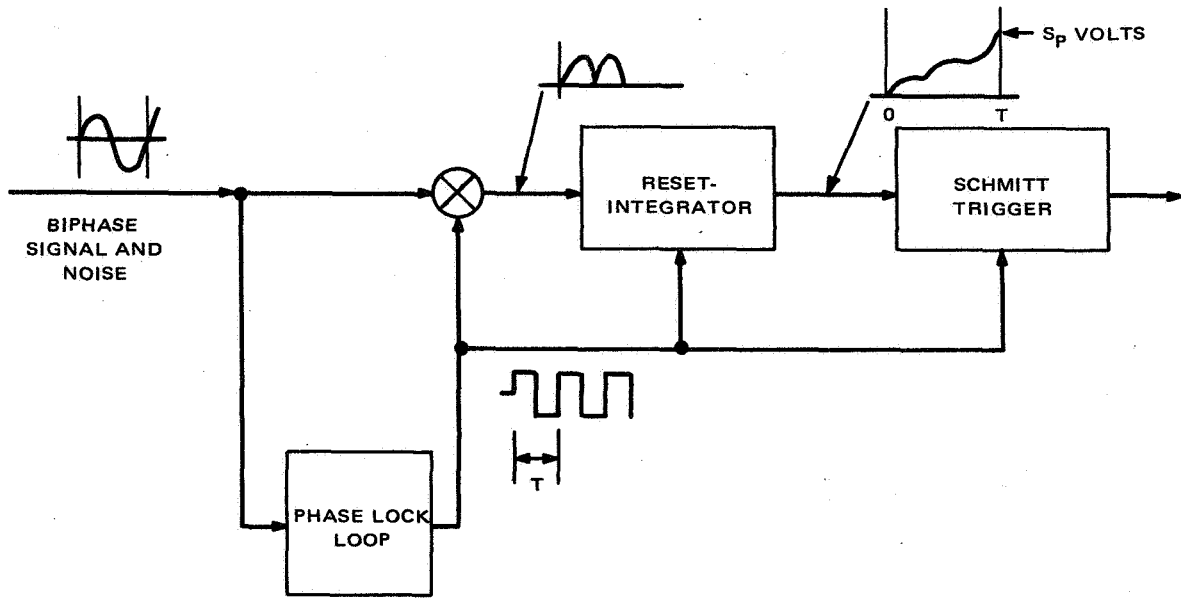 S_P VOLTS
0 T
BIPHASE
SIGNAL AND
NOISE
RESET-
INTEGRATOR
SCHMITT
TRIGGER
T
PHASE LOCK
LOOP